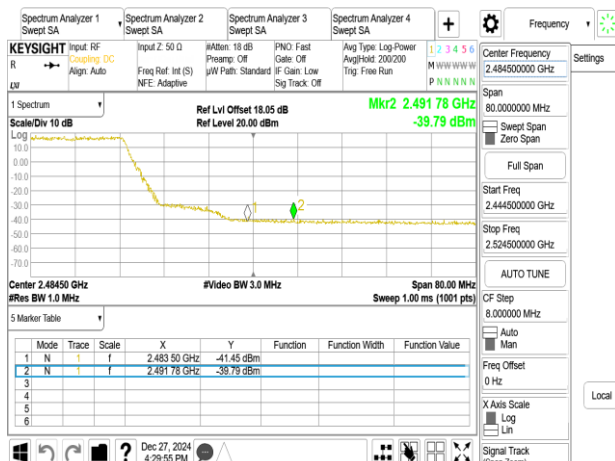 Spectrum Analyzer 1
Swept SA
Spectrum Analyzer 2
Swept SA
Spectrum Analyzer 3
Swept SA
Spectrum Analyzer 4
Swept SA
+
Frequency
Settings
KEYSIGHT
R
LXI
Input: RF
Coupling: DC
Align: Auto
Input Z: 50 Ω
Freq Ref: Int (S)
NFE: Adaptive
#Atten: 18 dB
Preamp: Off
µW Path: Standard
PNO: Fast
Gate: Off
IF Gain: Low
Sig Track: Off
Avg Type: Log-Power
Avg|Hold: 200/200
Trig: Free Run
1 2 3 4 5 6
M W W W W W
P N N N N N
1 Spectrum
Scale/Div 10 dB
Ref Lvl Offset 18.05 dB
Ref Level 20.00 dBm
Mkr2 2.491 78 GHz
-39.79 dBm
Log
10.0
0.00
-10.0
-20.0
-30.0
-40.0
-50.0
-60.0
-70.0
1
2
Center 2.48450 GHz
#Res BW 1.0 MHz
#Video BW 3.0 MHz
Span 80.00 MHz
Sweep 1.00 ms (1001 pts)
5 Marker Table
Mode Trace Scale X Y Function Function Width Function Value
1 N 1 f 2.483 50 GHz -41.45 dBm
2 N 1 f 2.491 78 GHz -39.79 dBm
3
4
5
6
Dec 27, 2024
4:29:55 PM
Center Frequency
2.484500000 GHz
Span
80.0000000 MHz
Swept Span
Zero Span
Full Span
Start Freq
2.444500000 GHz
Stop Freq
2.524500000 GHz
AUTO TUNE
CF Step
8.000000 MHz
Auto
Man
Freq Offset
0 Hz
X Axis Scale
Log
Lin
Signal Track
Local